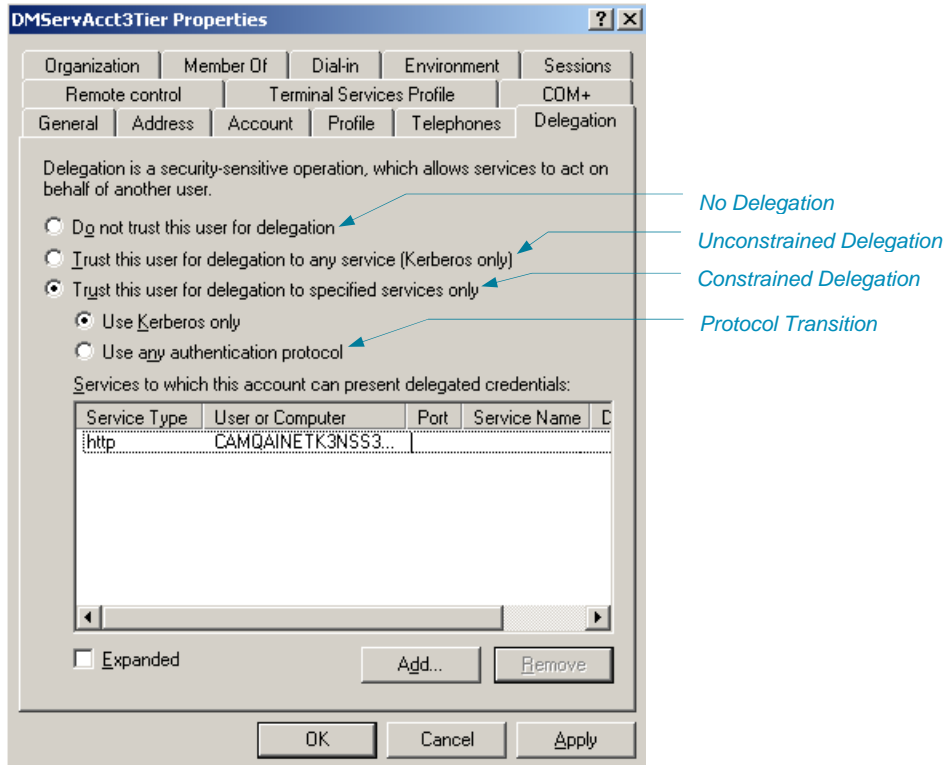 DMServAcct3Tier Properties
Organization Member Of Dial-in Environment Sessions
Remote control Terminal Services Profile COM+
General Address Account Profile Telephones Delegation
Delegation is a security-sensitive operation, which allows services to act on
behalf of another user.
Do not trust this user for delegation
Trust this user for delegation to any service (Kerberos only)
Trust this user for delegation to specified services only
Use Kerberos only
Use any authentication protocol
Services to which this account can present delegated credentials:
Service Type User or Computer Port Service Name D
http CAMQAINETK3NSS3...
Expanded
Add... Remove
OK Cancel Apply
No Delegation
Unconstrained Delegation
Constrained Delegation
Protocol Transition